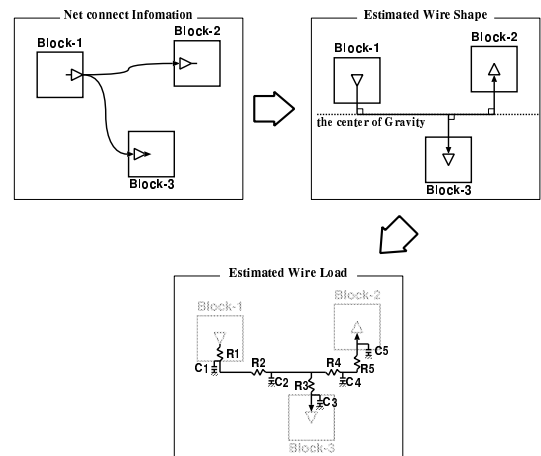 Net connect Infomation
Block-1
Block-2
Block-3
Estimated Wire Shape
Block-1
Block-2
the center of Gravity
Block-3
Estimated Wire Load
Block-1
Block-2
C1
R1
R2
C2
R3
C3
R4
C4
R5
C5
Block-3